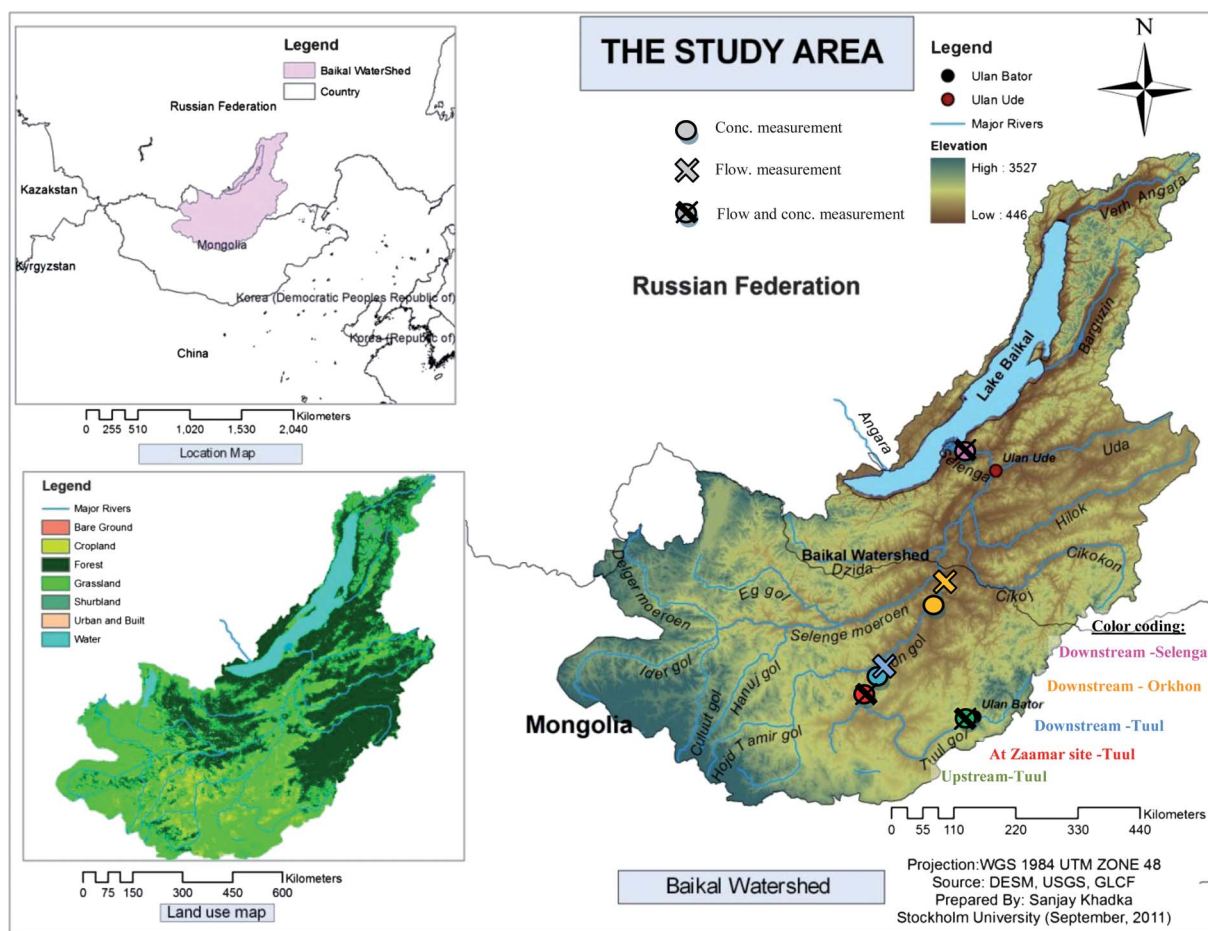 Legend
Baikal WaterShed
Country
Russian Federation
Kazakstan
Mongolia
Kyrgyzstan
Korea (Democratic Peoples Republic of)
Korea (Republic of)
China
Kilometers
0 255 510 1,020 1,530 2,040
Location Map
Legend
Major Rivers
Bare Ground
Cropland
Forest
Grassland
Shurbland
Urban and Built
Water
Kilometers
0 75 150 300 450 600
Land use map
THE STUDY AREA
Conc. measurement
Flow. measurement
Flow and conc. measurement
Legend
Ulan Bator
Ulan Ude
Major Rivers
Elevation
High : 3527
Low : 446
N
Russian Federation
Verh. Angara
Barguzin
Lake Baikal
Angara
Selenga
Ulan Ude
Uda
Hilok
Baikal Watershed
Dzida
Cikokon
Cikoy
Delger moeroen
Eg gol
Selenge moeroen
Ider gol
Hanuj gol
on gol
Culuut gol
Hojd Tamir gol
Tuul gol
Ulan Bator
Mongolia
Color coding:
Downstream -Selenga
Downstream - Orkhon
Downstream -Tuul
At Zaamar site -Tuul
Upstream-Tuul
Kilometers
0 55 110 220 330 440
Baikal Watershed
Projection:WGS 1984 UTM ZONE 48
Source: DESM, USGS, GLCF
Prepared By: Sanjay Khadka
Stockholm University (September, 2011)